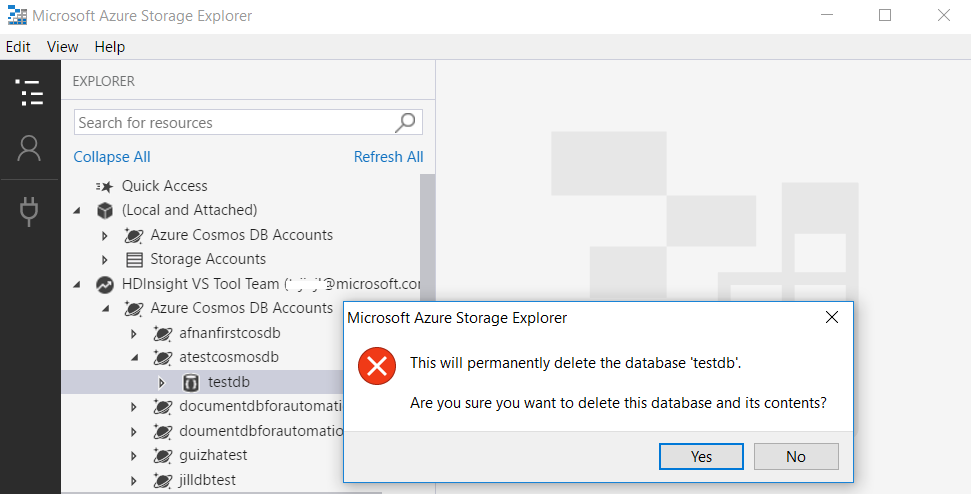 Microsoft Azure Storage Explorer
Edit View Help
EXPLORER
Search for resources
Collapse All Refresh All
Quick Access
(Local and Attached)
Azure Cosmos DB Accounts
Storage Accounts
HDInsight VS Tool Team (
@microsoft.con
Azure Cosmos DB Accounts
afnanfirstcosdb
atestcosmosdb
testdb
documentdbforautomati
doumentdbforautomatio
guizhatest
jilldbtest
Microsoft Azure Storage Explorer
This will permanently delete the database 'testdb'.
Are you sure you want to delete this database and its contents?
Yes No